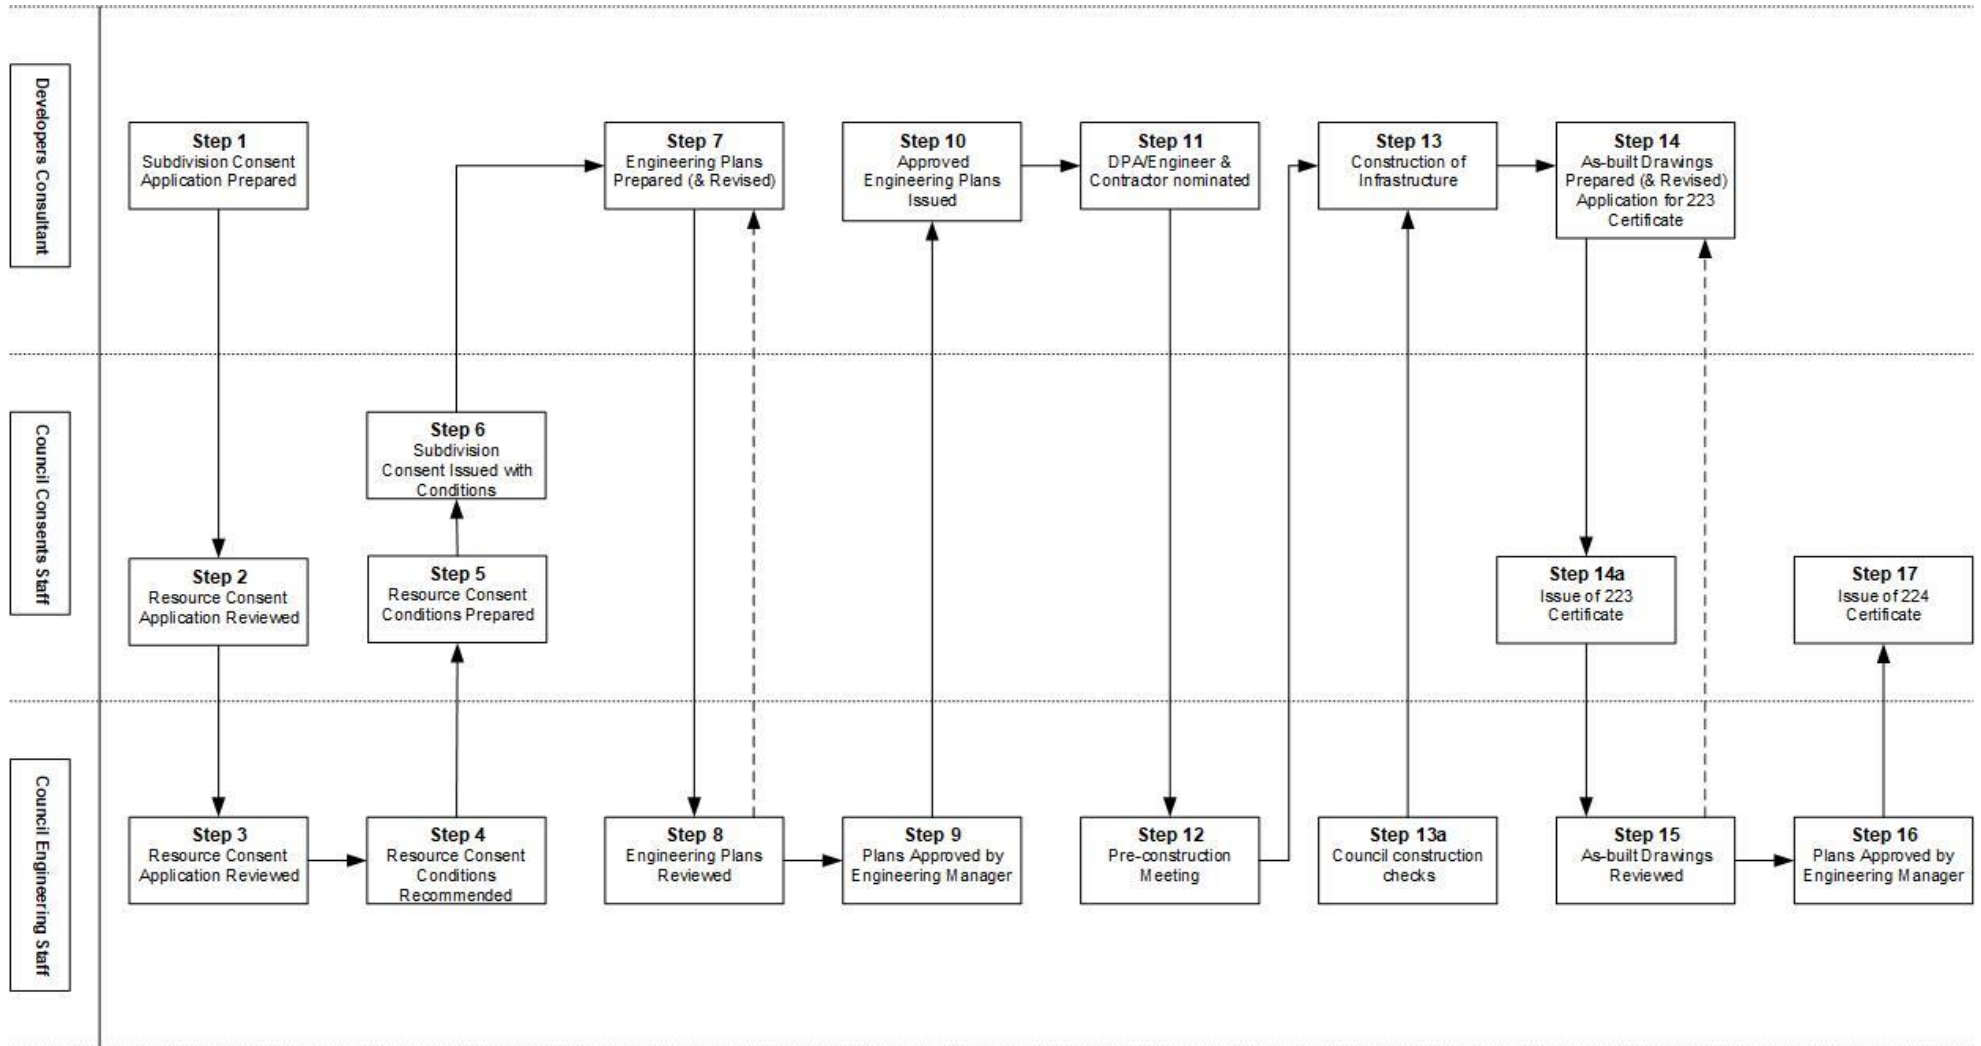 Developers Consultant
Step 1
Subdivision Consent
Application Prepared
Step 7
Engineering Plans
Prepared (& Revised)
Step 10
Approved
Engineering Plans
Issued
Step 11
DPA/Engineer &
Contractor nominated
Step 13
Construction of
Infrastructure
Step 14
As-built Drawings
Prepared (& Revised)
Application for 223
Certificate
Council Consents Staff
Step 2
Resource Consent
Application Reviewed
Step 6
Subdivision
Consent Issued with
Conditions
Step 5
Resource Consent
Conditions Prepared
Step 14a
Issue of 223
Certificate
Step 17
Issue of 224
Certificate
Council Engineering Staff
Step 3
Resource Consent
Application Reviewed
Step 4
Resource Consent
Conditions
Recommended
Step 8
Engineering Plans
Reviewed
Step 9
Plans Approved by
Engineering Manager
Step 12
Pre-construction
Meeting
Step 13a
Council construction
checks
Step 15
As-built Drawings
Reviewed
Step 16
Plans Approved by
Engineering Manager